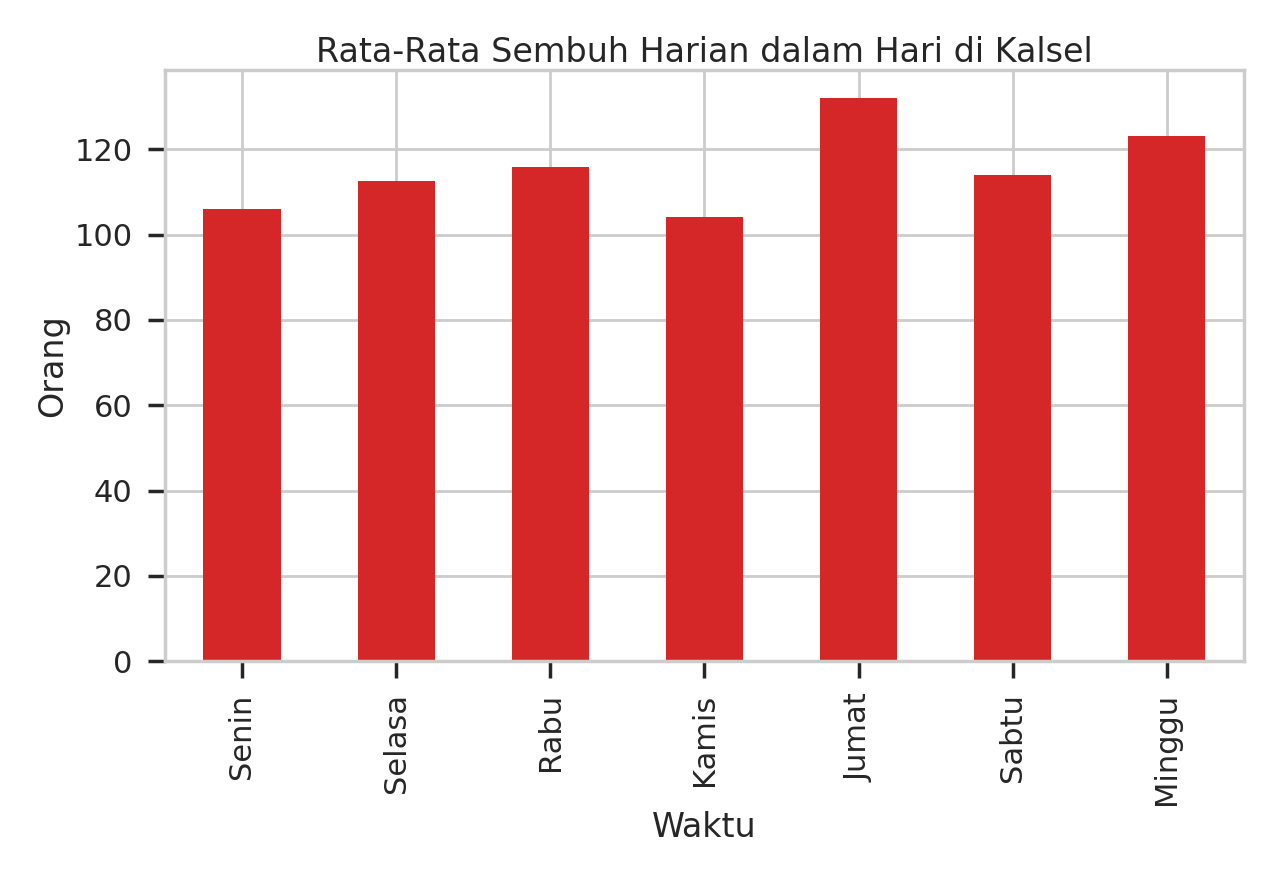 Rata-Rata Sembuh Harian dalam Hari di Kalsel
120
100
80
60
40
20
0
Orang
Senin
Selasa
Rabu
Kamis
Jumat
Sabtu
Minggu
Waktu